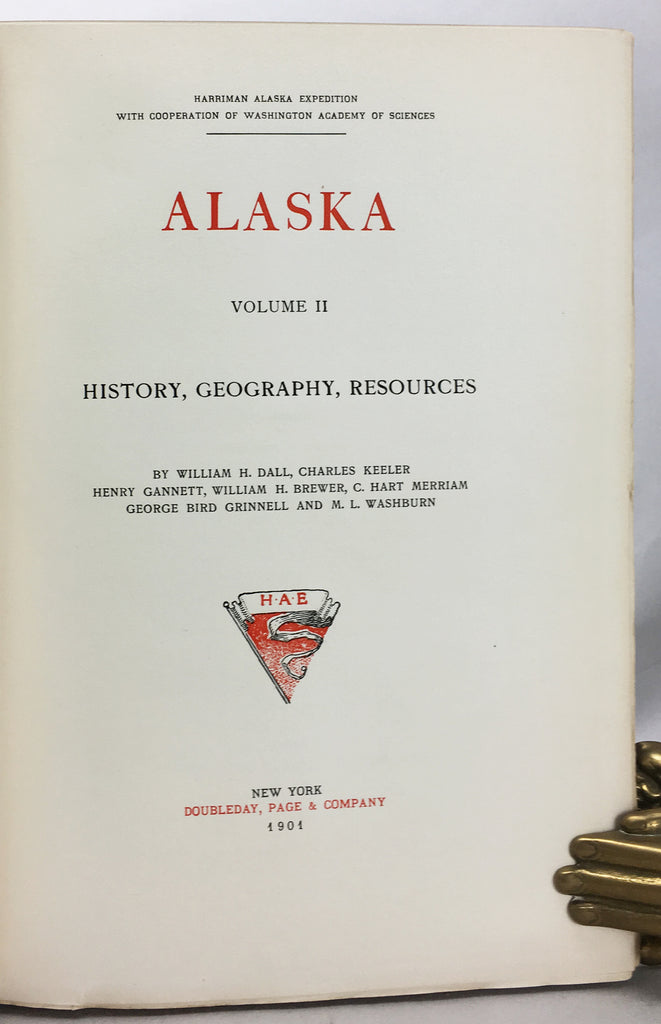 HARRIMAN ALASKA EXPEDITION
WITH COOPERATION OF WASHINGTON ACADEMY OF SCIENCES
ALASKA
VOLUME II
HISTORY, GEOGRAPHY, RESOURCES
BY WILLIAM H. DALL, CHARLES KEELER
HENRY GANNETT, WILLIAM H. BREWER, C. HART MERRIAM
GEORGE BIRD GRINNELL AND M. L. WASHBURN
H·A·E
NEW YORK
DOUBLEDAY, PAGE & COMPANY
1901